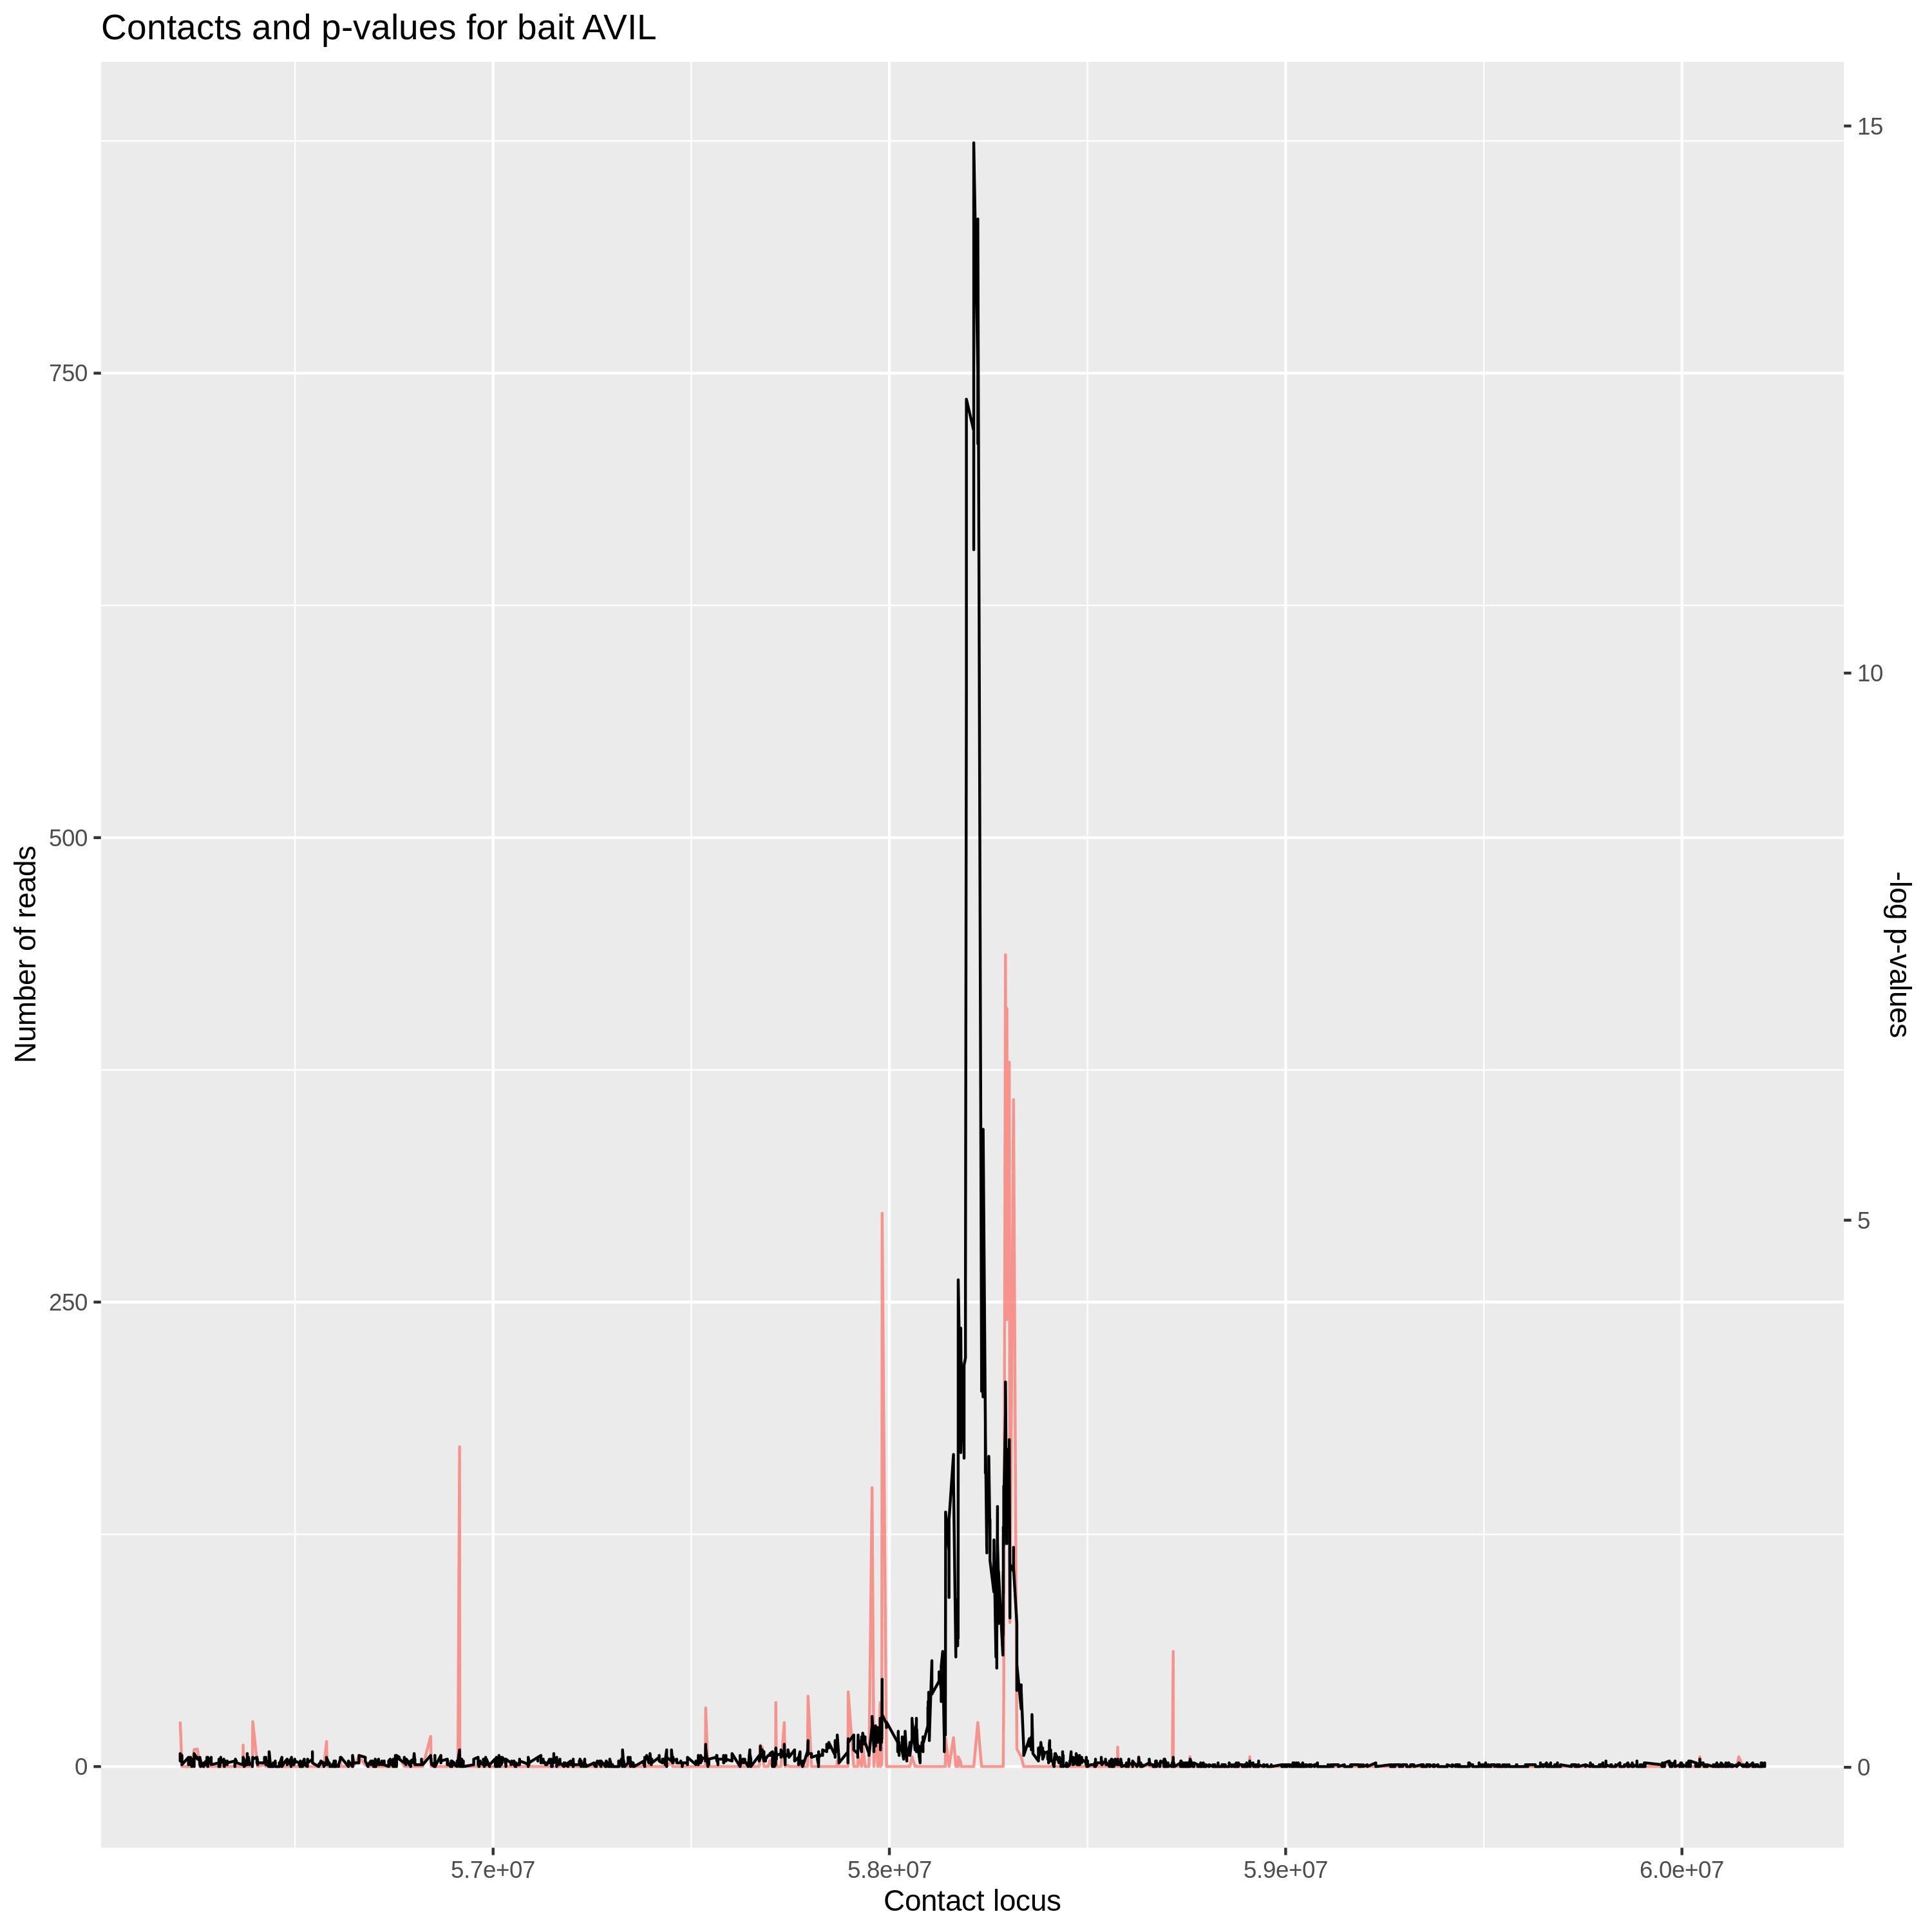 Contacts and p-values for bait AVIL
15
750
10
500
Number of reads
-log p-values
5
250
0
0
5.7e+07
5.8e+07
5.9e+07
6.0e+07
Contact locus